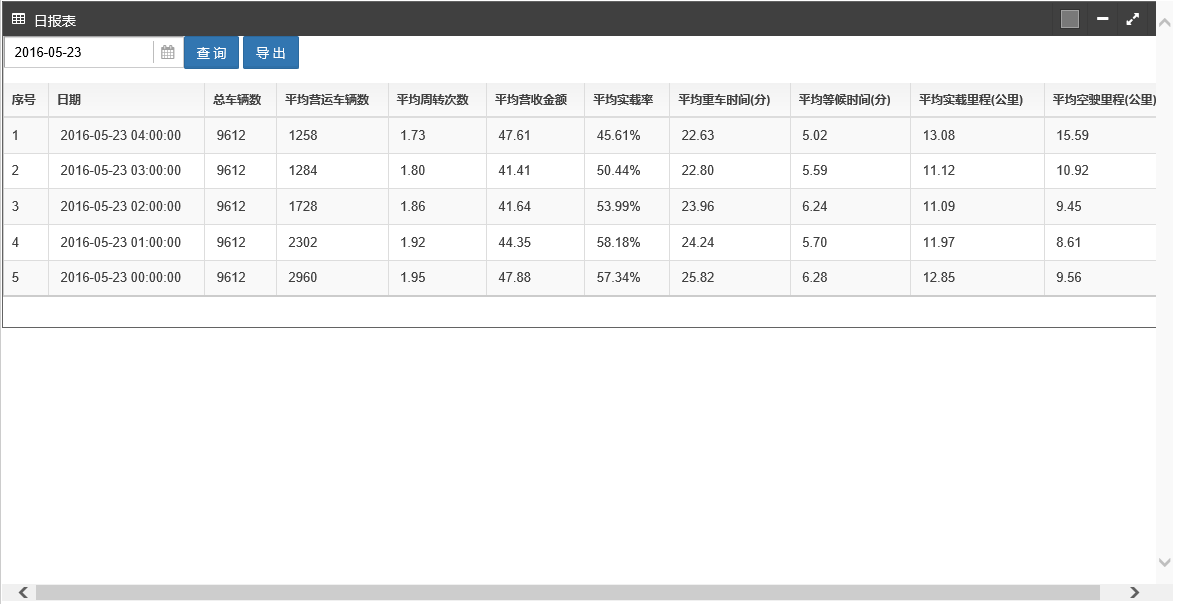 日报表
2016-05-23 查 询 导 出
序号 日期 总车辆数 平均营运车辆数 平均周转次数 平均营收金额 平均实载率 平均重车时间(分) 平均等候时间(分) 平均实载里程(公里) 平均空驶里程(公里)
1 2016-05-23 04:00:00 9612 1258 1.73 47.61 45.61% 22.63 5.02 13.08 15.59
2 2016-05-23 03:00:00 9612 1284 1.80 41.41 50.44% 22.80 5.59 11.12 10.92
3 2016-05-23 02:00:00 9612 1728 1.86 41.64 53.99% 23.96 6.24 11.09 9.45
4 2016-05-23 01:00:00 9612 2302 1.92 44.35 58.18% 24.24 5.70 11.97 8.61
5 2016-05-23 00:00:00 9612 2960 1.95 47.88 57.34% 25.82 6.28 12.85 9.56